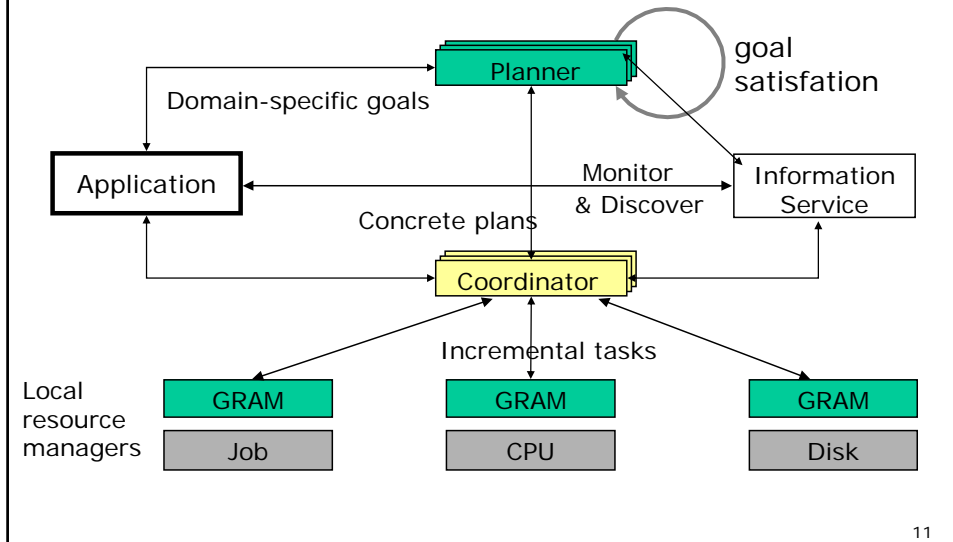 Planner
goal
satisfation
Domain-specific goals
Application
Monitor
& Discover
Information
Service
Concrete plans
Coordinator
Incremental tasks
Local
resource
managers
GRAM
GRAM
GRAM
Job
CPU
Disk
11